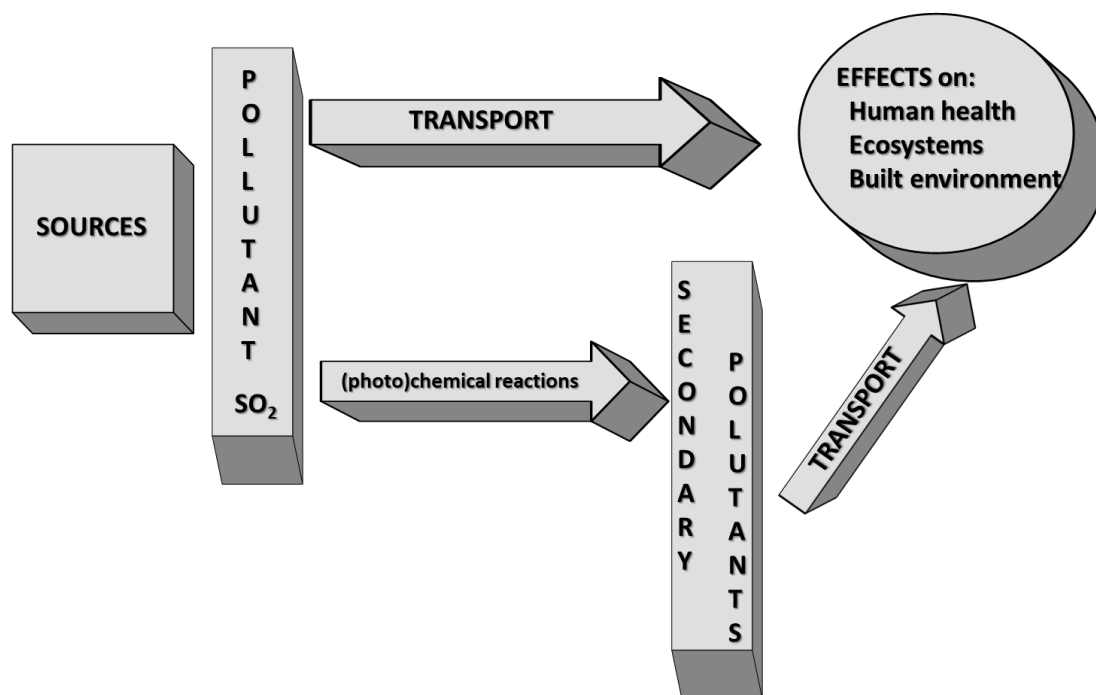 SOURCES
POLLUTANT
SO₂
TRANSPORT
(photo)chemical reactions
SECONDARY
POLUTANTS
TRANSPORT
EFFECTS on:
Human health
Ecosystems
Built environment